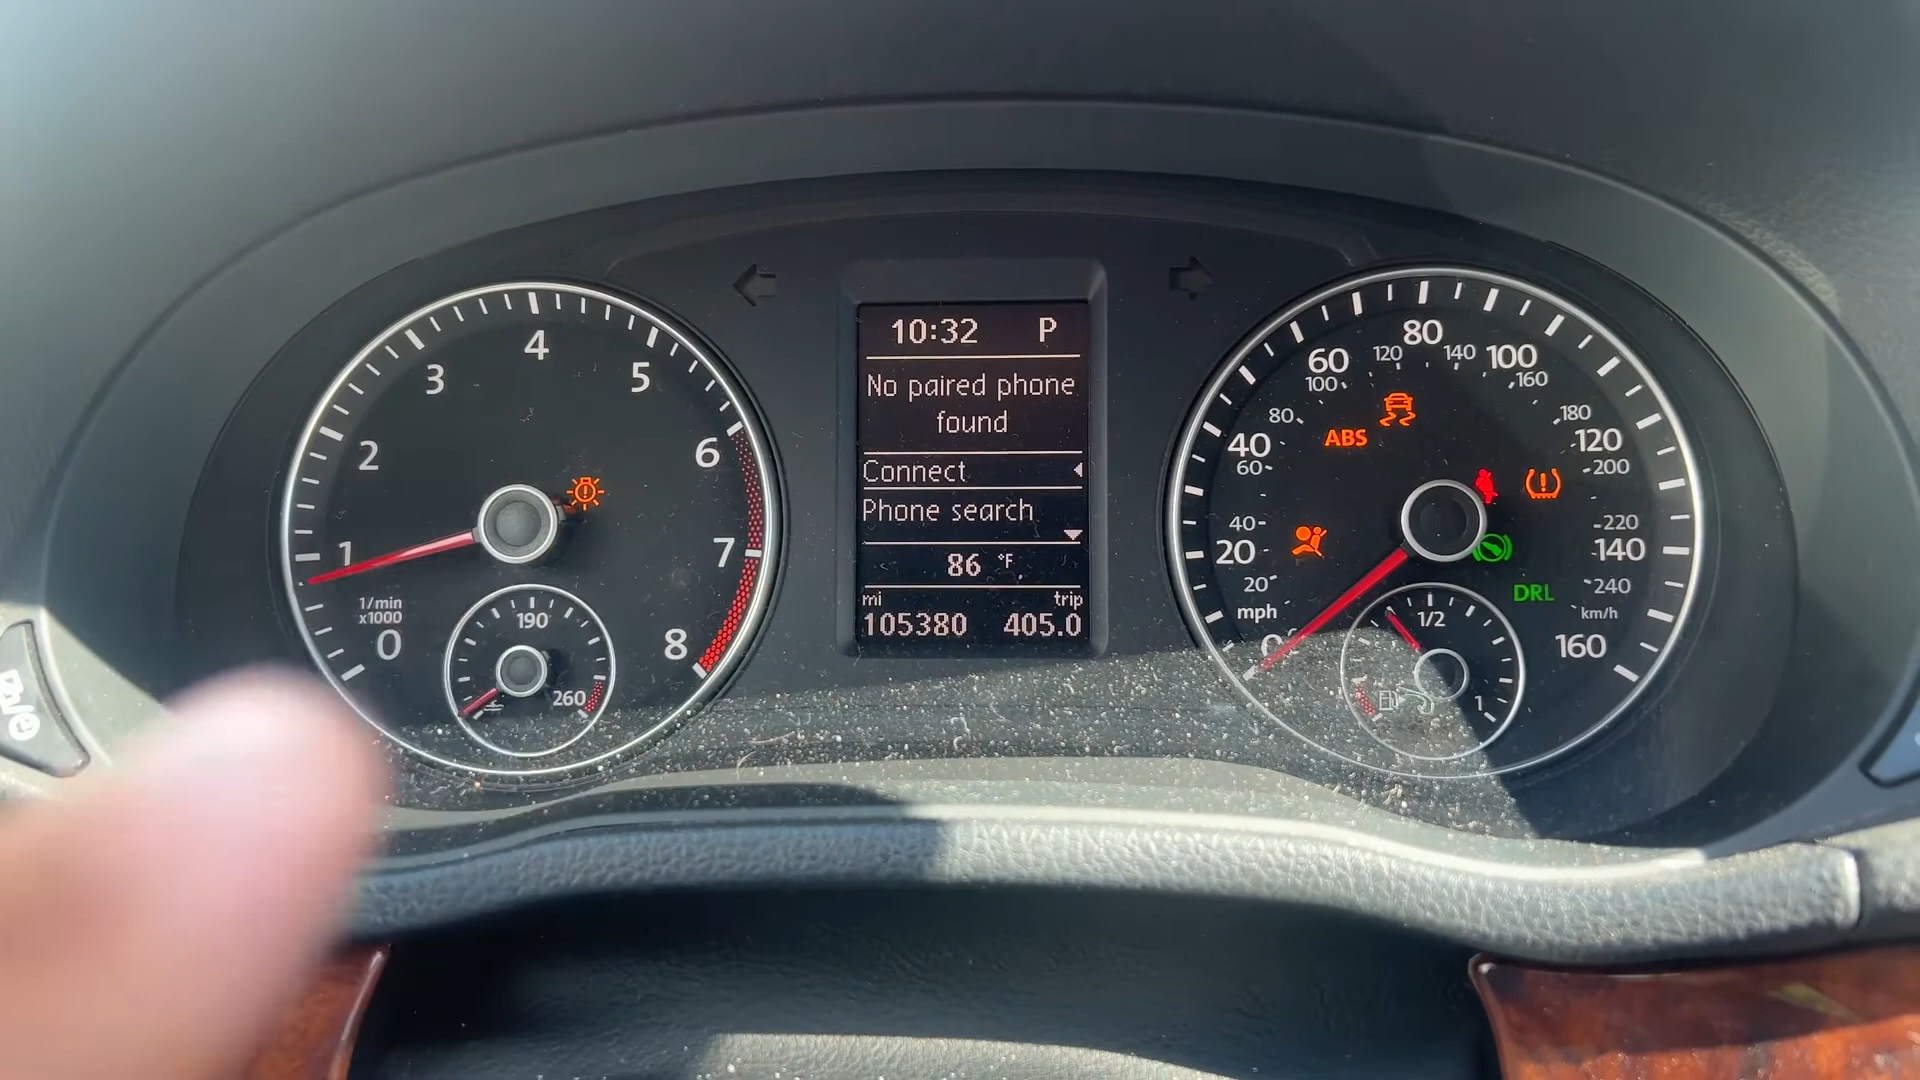 10:32 P
No paired phone
found
Connect
Phone search
86 °F
mi trip
105380 405.0
0
1
2
3
4
5
6
7
8
1/min
x1000
190
260
0
20
40
60
80
100
120
140
160
mph
20
40
60
80
100
120
140
160
180
200
220
240
km/h
ABS
DRL
1/2
1